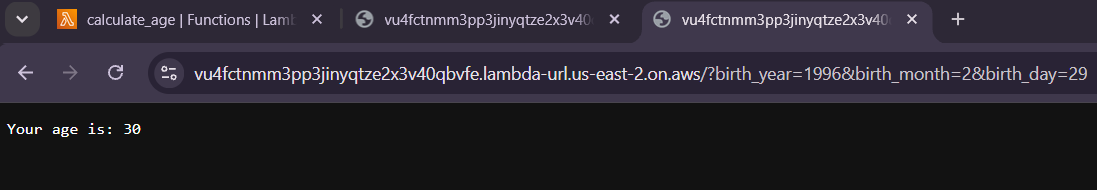 calculate_age | Functions | Lamb
vu4fctnmm3pp3jinyqtze2x3v40
vu4fctnmm3pp3jinyqtze2x3v40
vu4fctnmm3pp3jinyqtze2x3v40qbvfe.lambda-url.us-east-2.on.aws/?birth_year=1996&birth_month=2&birth_day=29
Your age is: 30